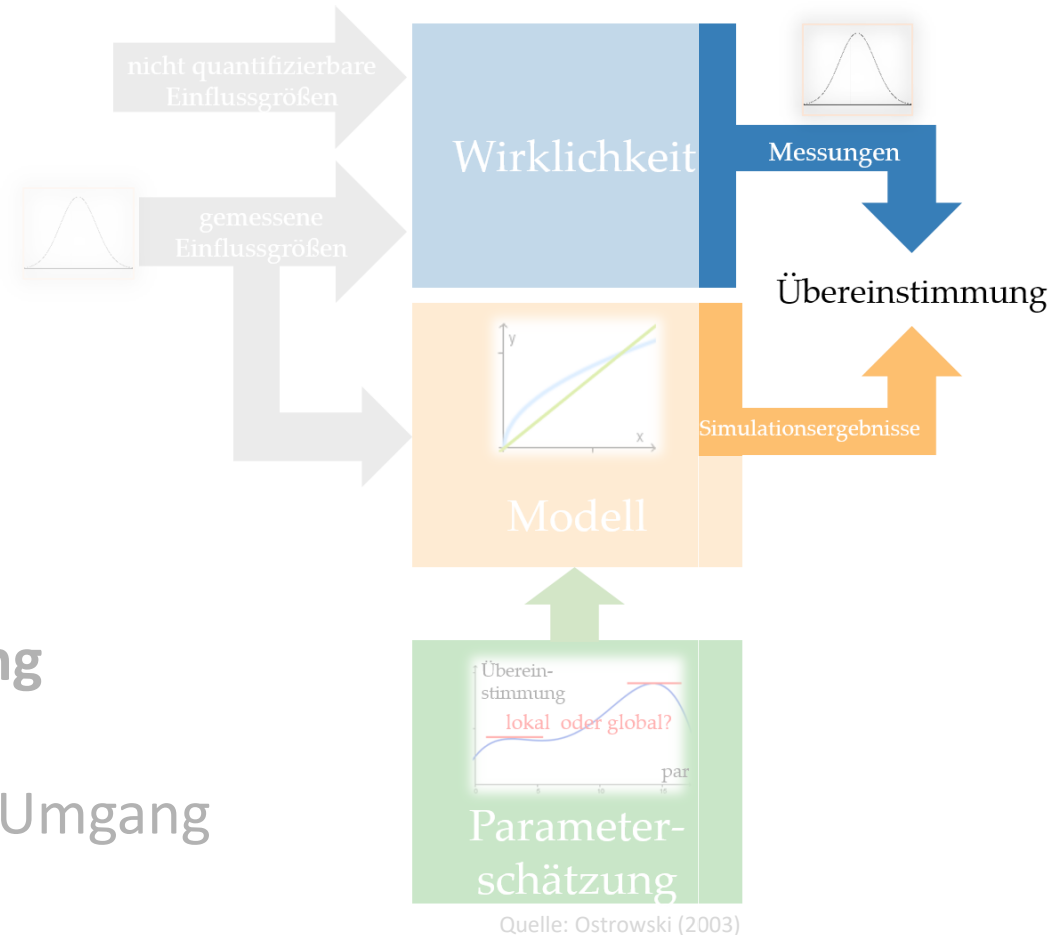 nicht quantifizierbare
Einflussgrößen
Wirklichkeit
Messungen
gemessene
Einflussgrößen
Übereinstimmung
y
x
Simulationsergebnisse
Modell
ng
Überein-
stimmung
lokal oder global?
par
Umgang
Parameter-
schätzung
Quelle: Ostrowski (2003)